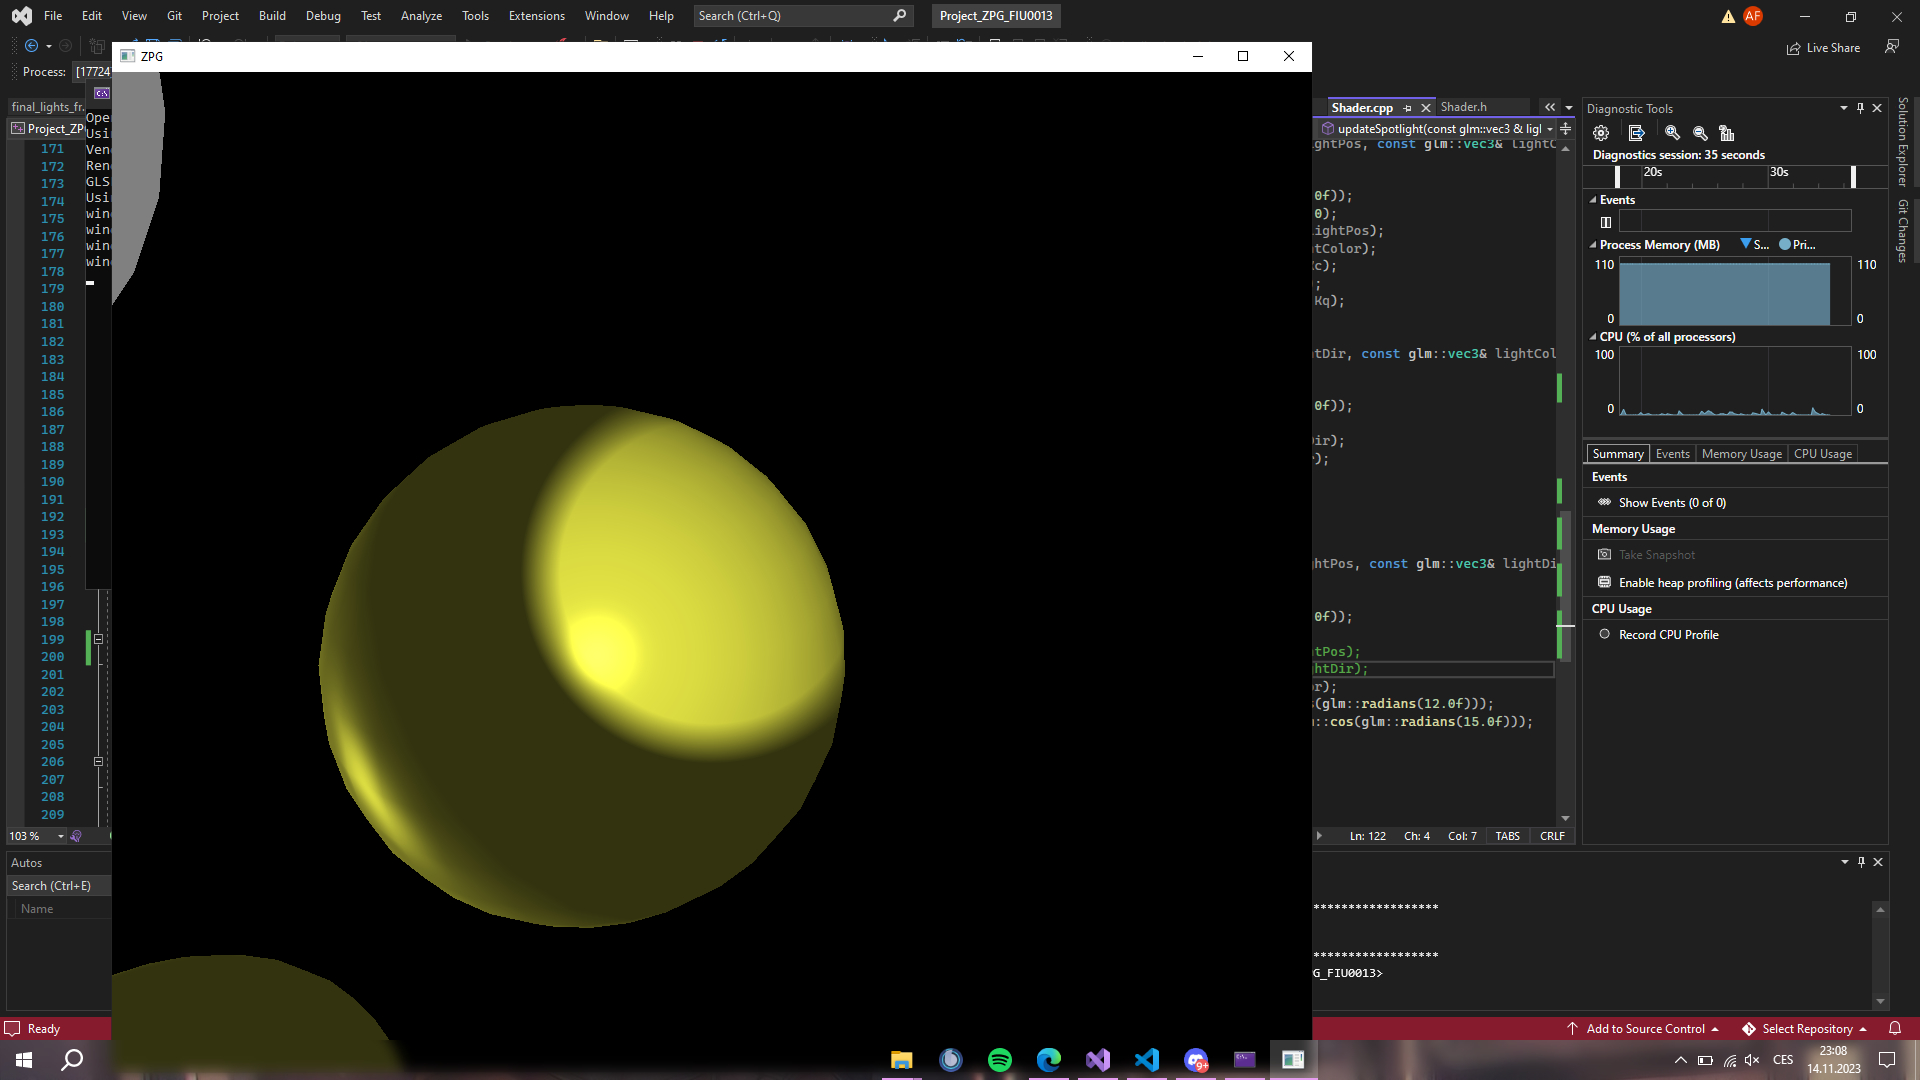 File Edit View Git Project Build Debug Test Analyze Tools Extensions Window Help Search (Ctrl+Q) Project_ZPG_FIU0013 AF
Live Share
ZPG
Process: [17724
final_lights_fr
Project_ZP
Shader.cpp Shader.h
updateSpotlight(const glm::vec3 & ligl
171
172
173
174
175
176
177
178
179
180
181
182
183
184
185
186
187
188
189
190
191
192
193
194
195
196
197
198
199
200
201
202
203
204
205
206
207
208
209
Ope
Usin
Ven
Ren
GLS
Usi
win
win
win
win
ightPos, const glm::vec3& lightC
0f));
0);
ightPos);
ntColor);
c);
;
Kq);
ntDir, const glm::vec3& lightCol
0f));
ir);
);
ntPos, const glm::vec3& lightDi
0f));
tPos);
htDir);
or);
(glm::radians(12.0f)));
::cos(glm::radians(15.0f)));
103 %
Ln: 122 Ch: 4 Col: 7 TABS CRLF
Diagnostic Tools
Diagnostics session: 35 seconds
20s 30s
Events
Process Memory (MB) S... Pri...
110 110
0 0
CPU (% of all processors)
100 100
0 0
Summary Events Memory Usage CPU Usage
Events
Show Events (0 of 0)
Memory Usage
Take Snapshot
Enable heap profiling (affects performance)
CPU Usage
Record CPU Profile
Solution Explorer
Git Changes
Autos
Search (Ctrl+E)
Name
******************
******************
G_FIU0013>
Ready
Add to Source Control Select Repository
9+
CES
23:08
14.11.2023